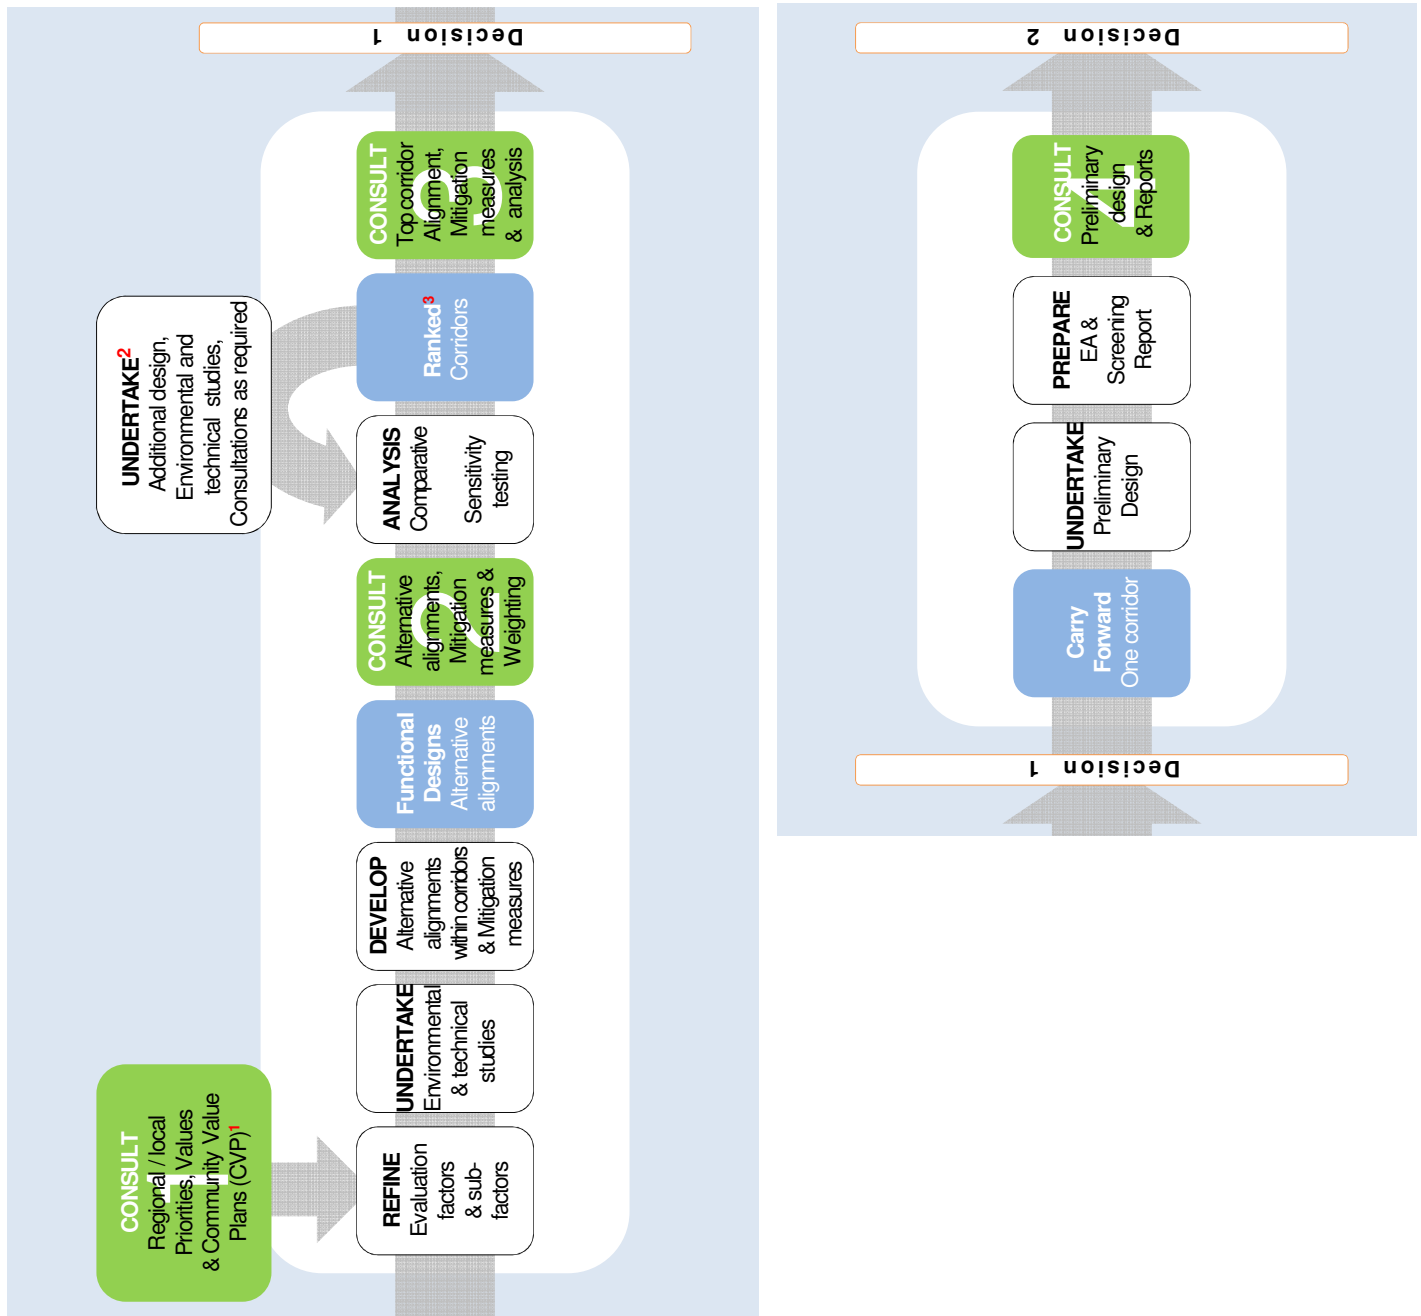 CONSULT
1
Regional / local
Priorities, Values
& Community Value
Plans (CVP)1
REFINE
Evaluation
factors
& sub-
factors
UNDERTAKE
Environmental
& technical
studies
DEVELOP
Alternative
alignments
within corridors
& Mitigation
measures
Functional
Designs
Alternative
alignments
CONSULT
2
Alternative
alignments,
Mitigation
measures &
Weighting
ANALYSIS
Comparative
Sensitivity
testing
UNDERTAKE2
Additional design,
Environmental and
technical studies,
Consultations as required
Ranked3
Corridors
CONSULT
3
Top corridor
Alignment,
Mitigation
measures
& analysis
Decision 1
Decision 1
Carry
Forward
One corridor
UNDERTAKE
Preliminary
Design
PREPARE
EA &
Screening
Report
CONSULT
4
Preliminary
design
& Reports
Decision 2